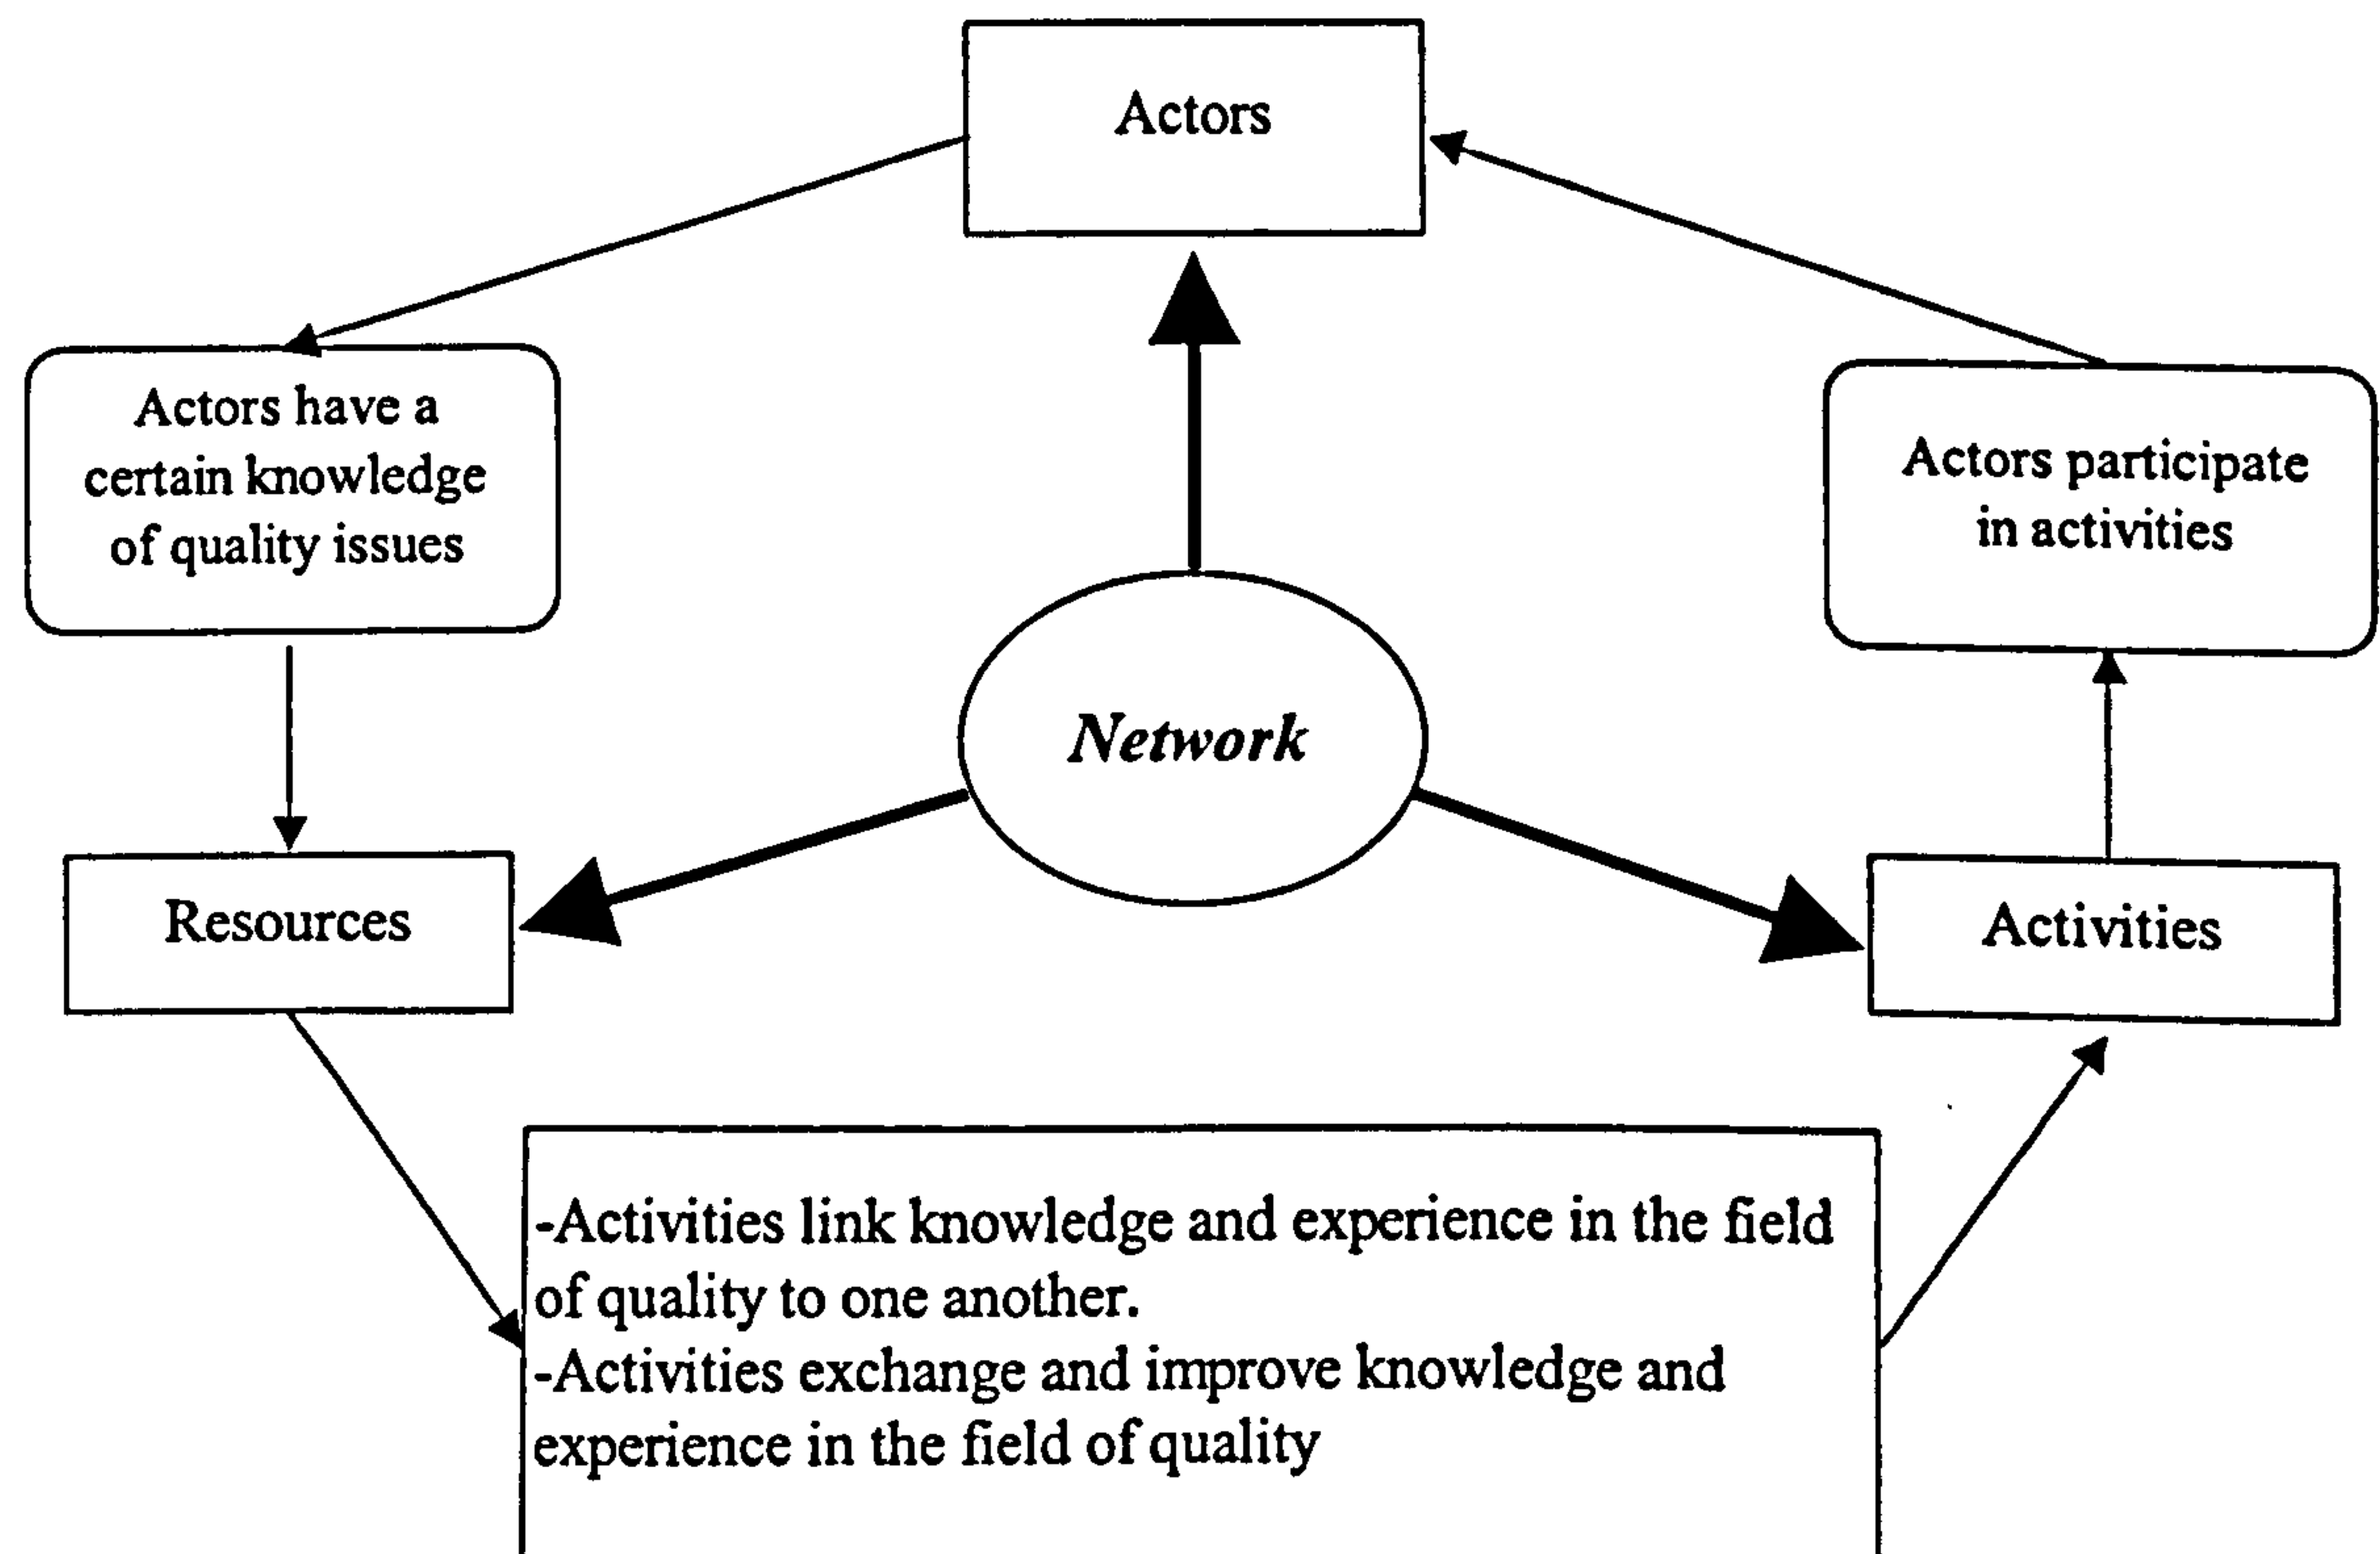 Actors
Actors have a
certain knowledge
of quality issues
Actors participate
in activities
Network
Resources
Activities
-Activities link knowledge and experience in the field
of quality to one another.
-Activities exchange and improve knowledge and
experience in the field of quality